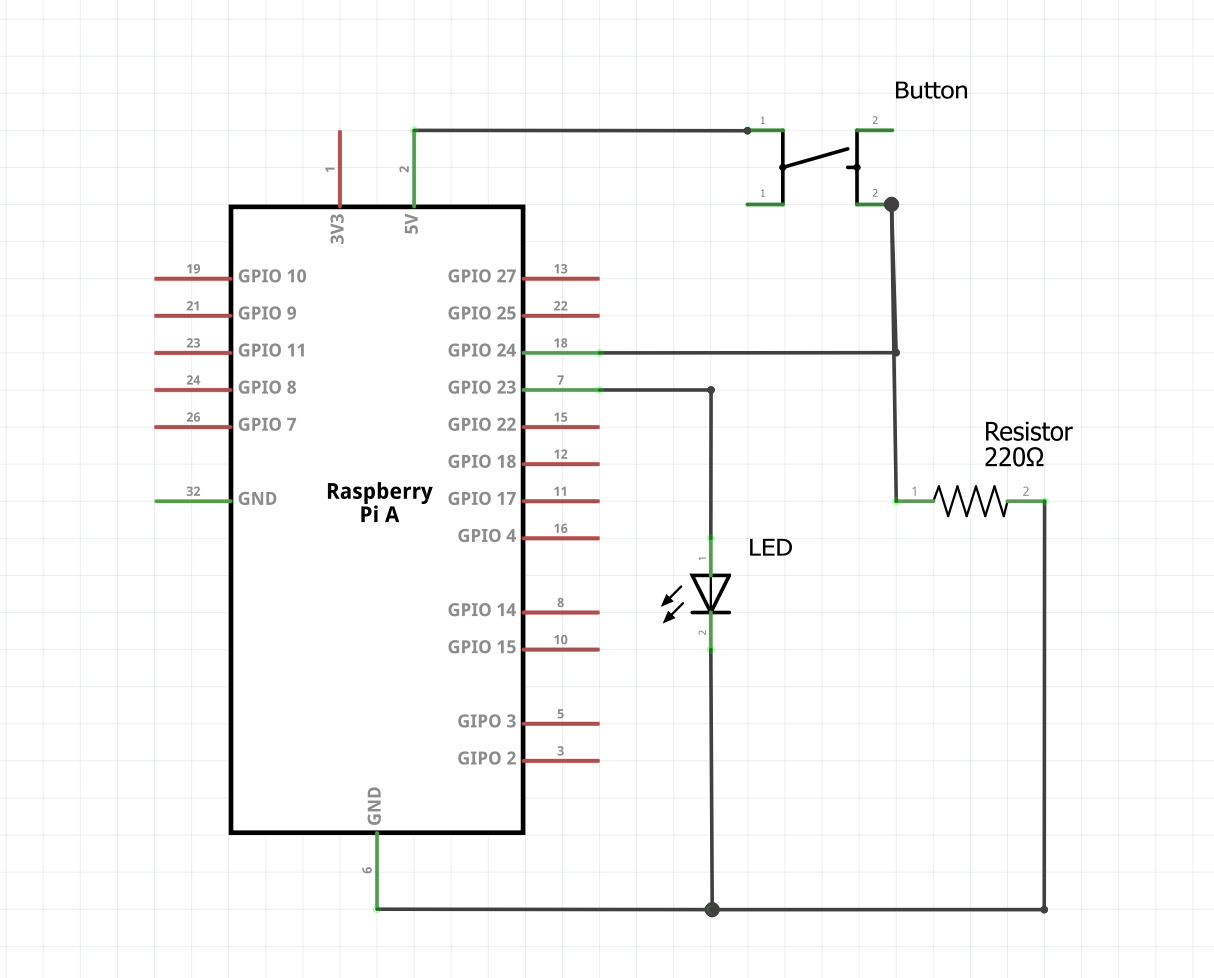 Button
1
2
1
2
1
2
3V3
5V
19
GPIO 10
GPIO 27
13
21
GPIO 9
GPIO 25
22
23
GPIO 11
GPIO 24
18
24
GPIO 8
GPIO 23
7
26
GPIO 7
GPIO 22
15
GPIO 18
12
32
GND
GPIO 17
11
Raspberry
Pi A
GPIO 4
16
GPIO 14
8
GPIO 15
10
GIPO 3
5
GIPO 2
3
GND
6
Resistor
220Ω
1
2
LED
1
2